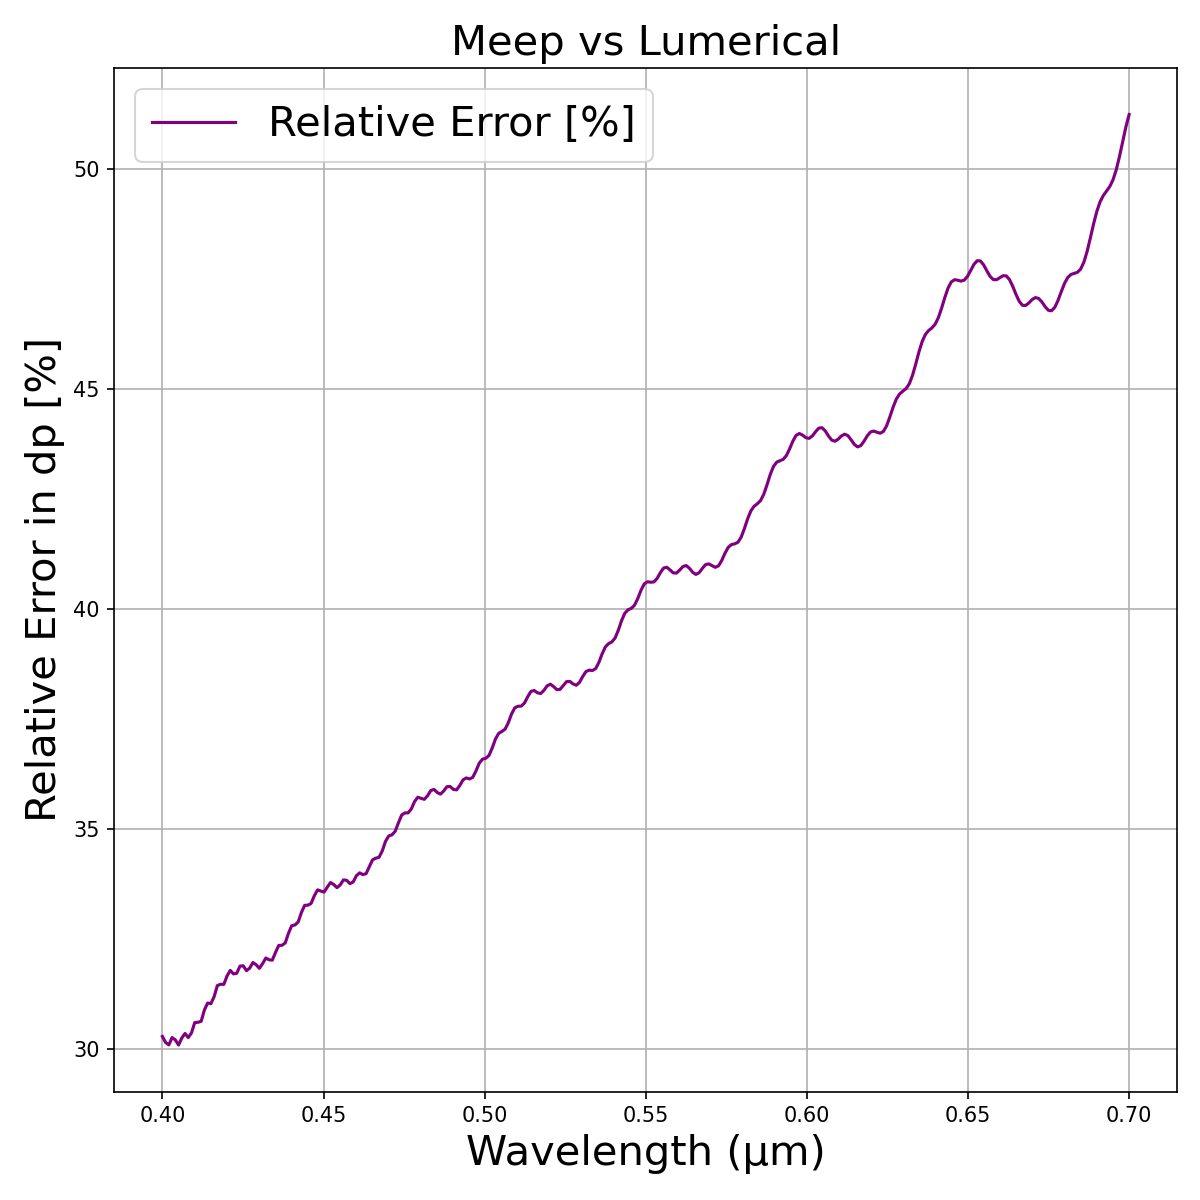 Meep vs Lumerical
Relative Error [%]
Relative Error in dp [%]
50
45
40
35
30
0.40 0.45 0.50 0.55 0.60 0.65 0.70
Wavelength (μm)